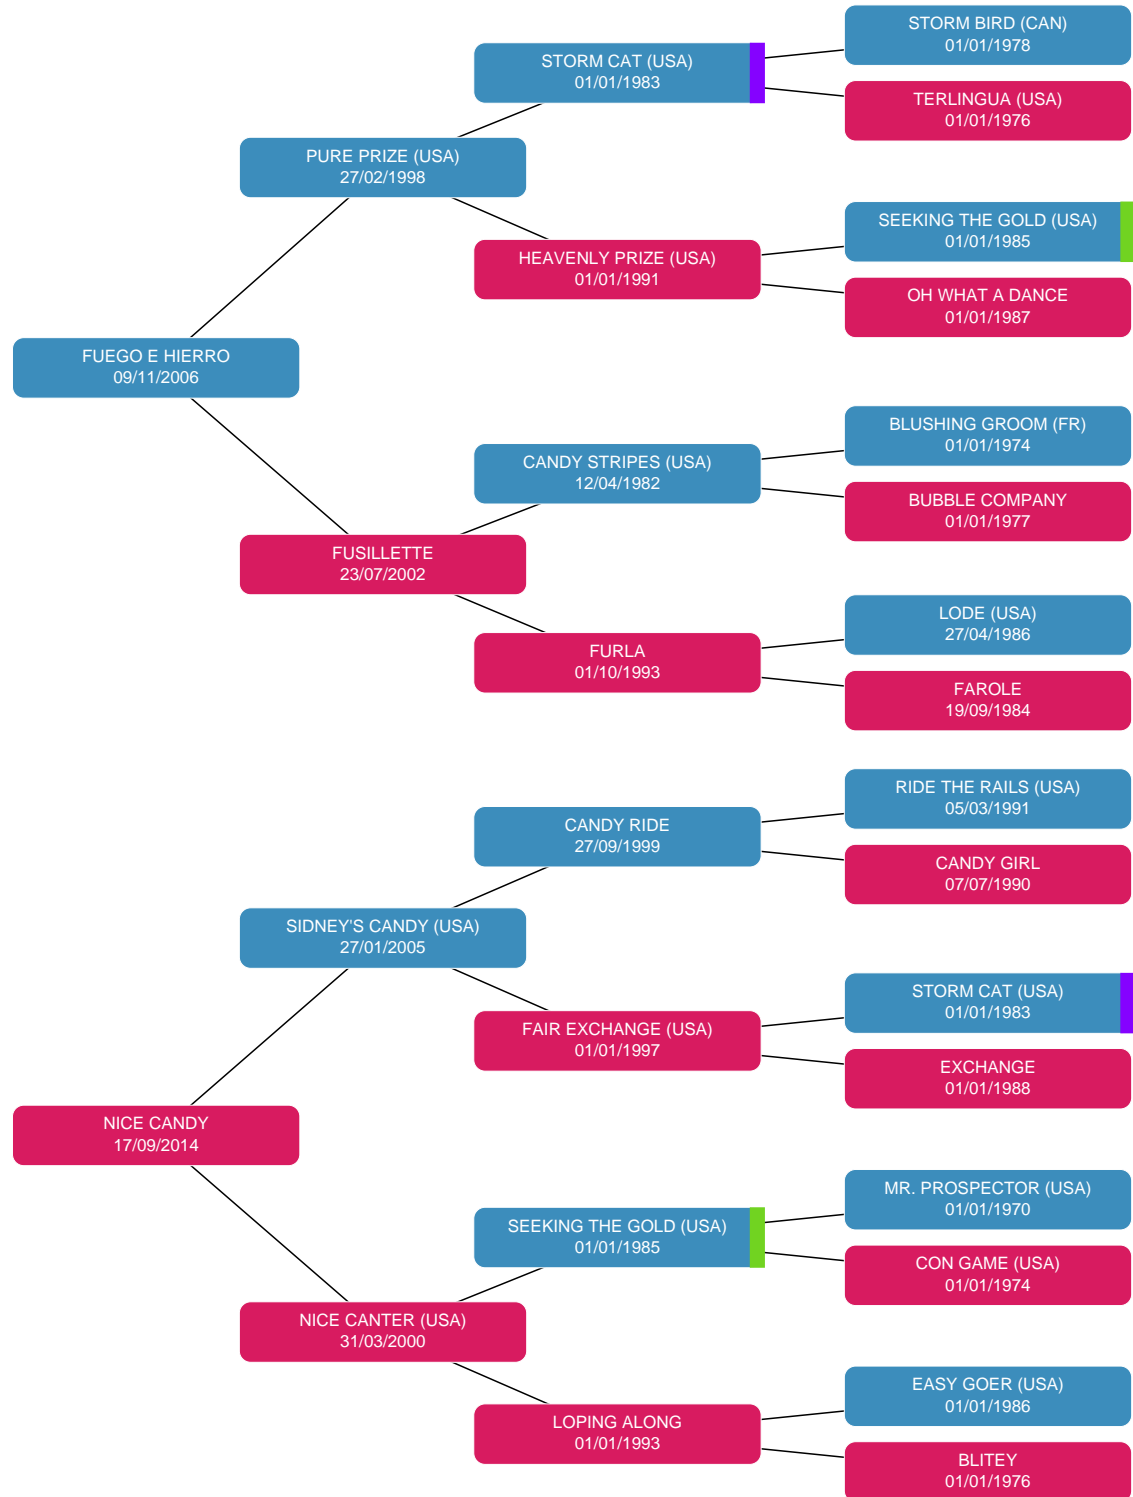 STORM BIRD (CAN)
01/01/1978
STORM CAT (USA)
01/01/1983
TERLINGUA (USA)
01/01/1976
PURE PRIZE (USA)
27/02/1998
SEEKING THE GOLD (USA)
01/01/1985
HEAVENLY PRIZE (USA)
01/01/1991
OH WHAT A DANCE
01/01/1987
FUEGO E HIERRO
09/11/2006
BLUSHING GROOM (FR)
01/01/1974
CANDY STRIPES (USA)
12/04/1982
BUBBLE COMPANY
01/01/1977
FUSILLETTE
23/07/2002
LODE (USA)
27/04/1986
FURLA
01/10/1993
FAROLE
19/09/1984
RIDE THE RAILS (USA)
05/03/1991
CANDY RIDE
27/09/1999
CANDY GIRL
07/07/1990
SIDNEY'S CANDY (USA)
27/01/2005
STORM CAT (USA)
01/01/1983
FAIR EXCHANGE (USA)
01/01/1997
EXCHANGE
01/01/1988
NICE CANDY
17/09/2014
MR. PROSPECTOR (USA)
01/01/1970
SEEKING THE GOLD (USA)
01/01/1985
CON GAME (USA)
01/01/1974
NICE CANTER (USA)
31/03/2000
EASY GOER (USA)
01/01/1986
LOPING ALONG
01/01/1993
BLITEY
01/01/1976